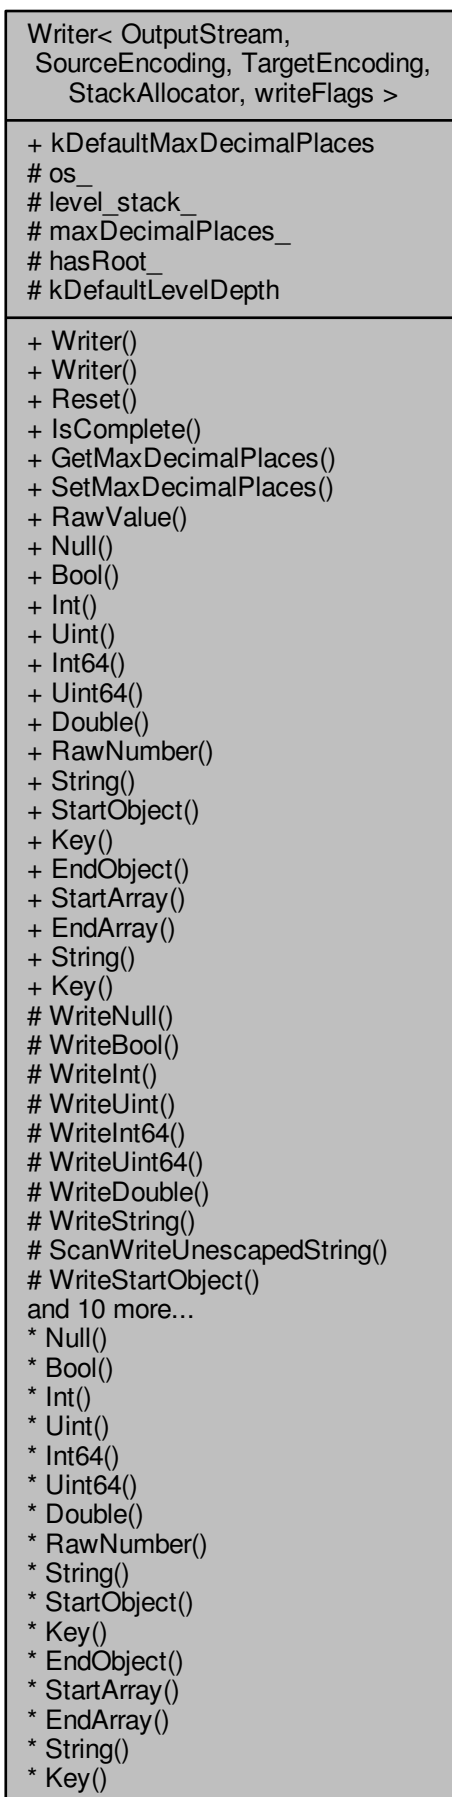 Writer< OutputStream,
SourceEncoding, TargetEncoding,
StackAllocator, writeFlags >
+ kDefaultMaxDecimalPlaces
# os_
# level_stack_
# maxDecimalPlaces_
# hasRoot_
# kDefaultLevelDepth
+ Writer()
+ Writer()
+ Reset()
+ IsComplete()
+ GetMaxDecimalPlaces()
+ SetMaxDecimalPlaces()
+ RawValue()
+ Null()
+ Bool()
+ Int()
+ Uint()
+ Int64()
+ Uint64()
+ Double()
+ RawNumber()
+ String()
+ StartObject()
+ Key()
+ EndObject()
+ StartArray()
+ EndArray()
+ String()
+ Key()
# WriteNull()
# WriteBool()
# WriteInt()
# WriteUint()
# WriteInt64()
# WriteUint64()
# WriteDouble()
# WriteString()
# ScanWriteUnescapedString()
# WriteStartObject()
and 10 more...
* Null()
* Bool()
* Int()
* Uint()
* Int64()
* Uint64()
* Double()
* RawNumber()
* String()
* StartObject()
* Key()
* EndObject()
* StartArray()
* EndArray()
* String()
* Key()